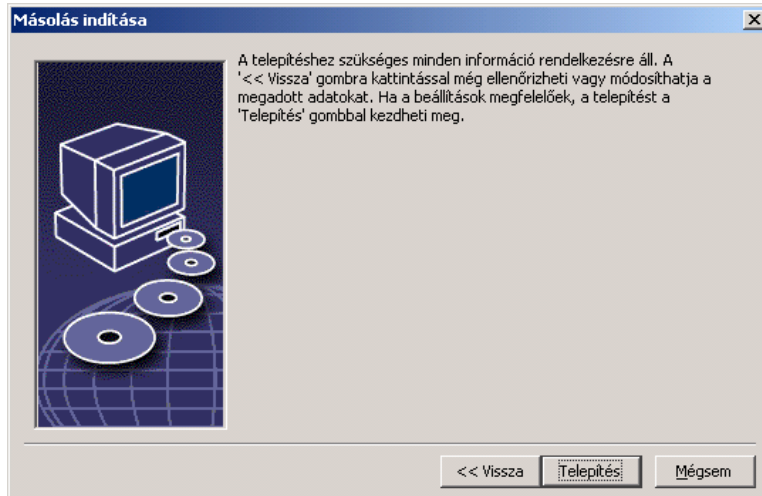 Másolás indítása
A telepítéshez szükséges minden információ rendelkezésre áll. A
'<< Vissza' gombra kattintással még ellenőrizheti vagy módosíthatja a
megadott adatokat. Ha a beállítások megfelelőek, a telepítést a
'Telepítés' gombbal kezdheti meg.
<< Vissza
Telepítés
Mégsem